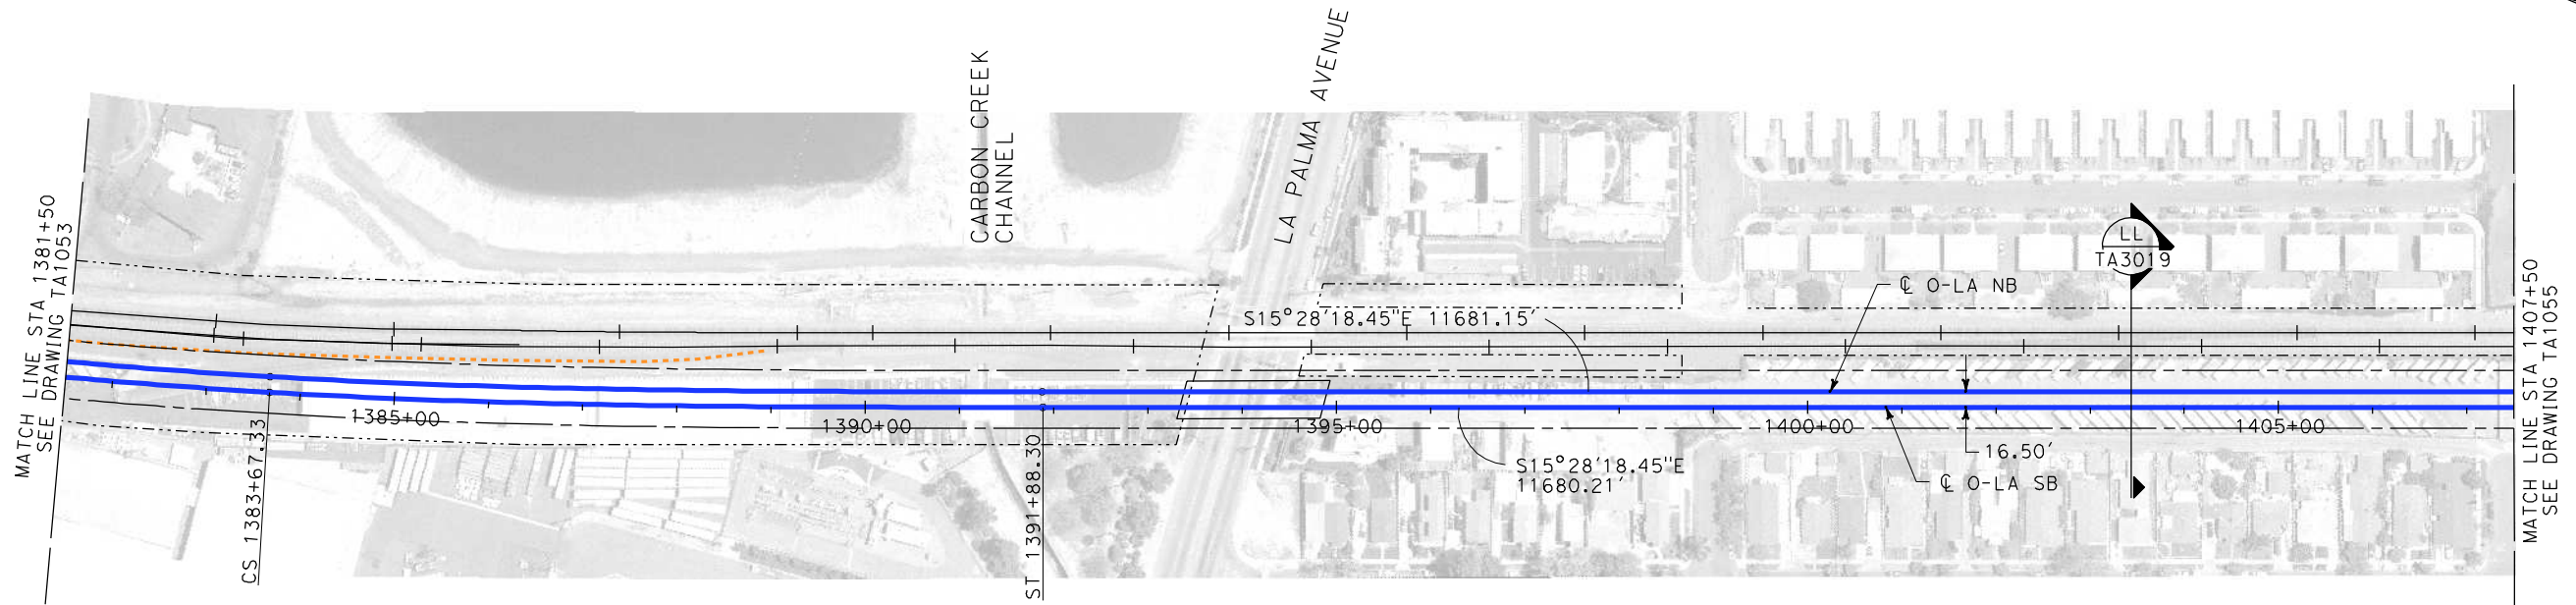 MATCH LINE STA 1381+50
SEE DRAWING TA1053
CARBON CREEK
CHANNEL
LA PALMA AVENUE
LL
TA3019
℄ O-LA NB
S15°28'18.45"E 11681.15'
MATCH LINE STA 1407+50
SEE DRAWING TA1055
1385+00
1390+00
1395+00
1400+00
1405+00
CS 1383+67.33
ST 1391+88.30
S15°28'18.45"E
11680.21'
16.50'
℄ O-LA SB